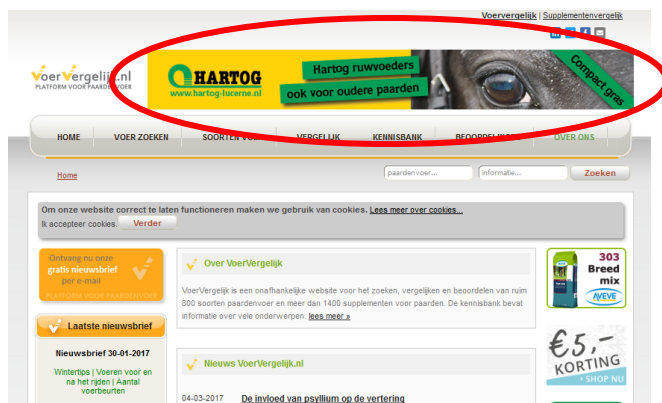 Voervergelijk | Supplementenvergelijk
VoerVergelijk.nl
PLATFORM VOOR PAARDENVOER
HARTOG
www.hartog-lucerne.nl
Hartog ruwvoeders
ook voor oudere paarden
Compact gras
HOME VOER ZOEKEN SOORTEN VERGELIJK KENNISBANK BEOORDELINGEN OVER ONS
Home
paardenvoer... informatie... Zoeken
Om onze website correct te laten functioneren maken we gebruik van cookies. Lees meer over cookies...
Ik accepteer cookies. Verder
Ontvang nu onze
gratis nieuwsbrief
per e-mail
PLATFORM VOOR PAARDENVOER
Laatste nieuwsbrief
Nieuwsbrief 30-01-2017
Wintertips | Voeren voor en
na het rijden | Aantal
voerbeurten
Over VoerVergelijk
VoerVergelijk is een onafhankelijke website voor het zoeken, vergelijken en beoordelen van ruim
800 soorten paardenvoer en meer dan 1400 supplementen voor paarden. De kennisbank bevat
informatie over vele onderwerpen. lees meer »
Nieuws VoerVergelijk.nl
04-03-2017 De invloed van psyllium op de vertering
303
Breed
mix
AVEVE
€5,-
KORTING
› SHOP NU